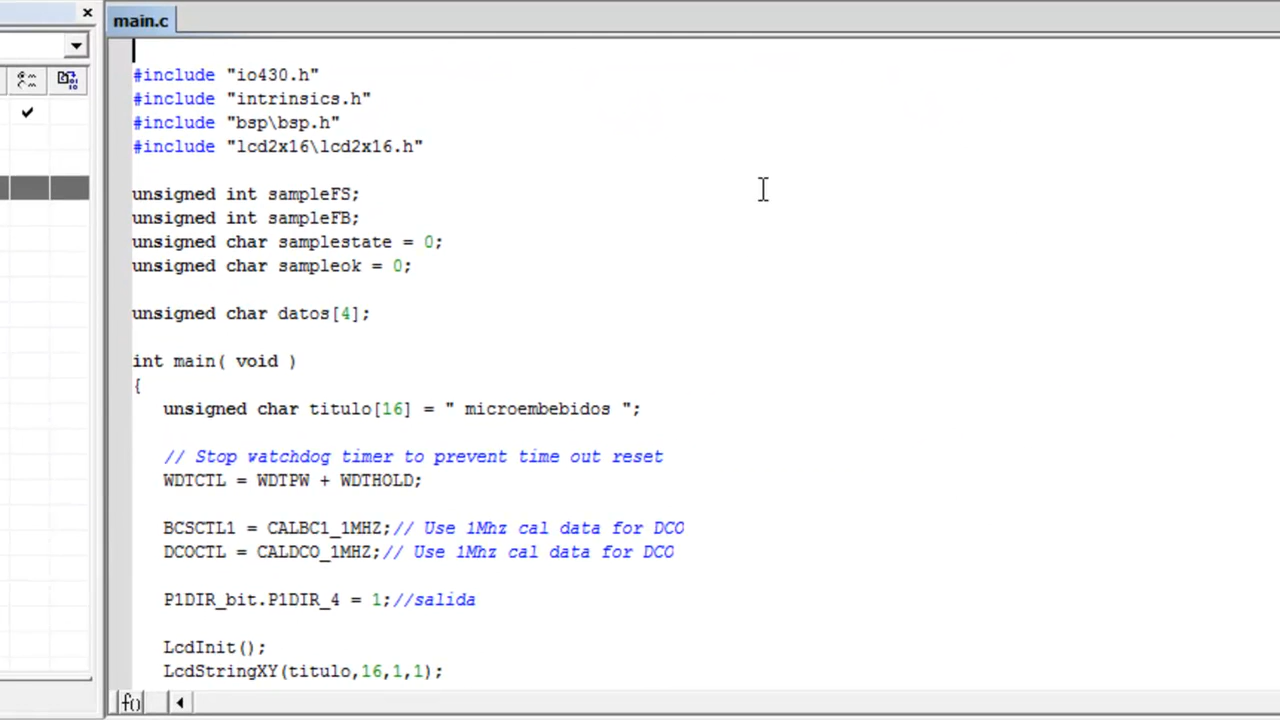 main.c
#include "io430.h"
#include "intrinsics.h"
#include "bsp\bsp.h"
#include "lcd2x16\lcd2x16.h"
unsigned int sampleFS;
unsigned int sampleFB;
unsigned char samplestate = 0;
unsigned char sampleok = 0;
unsigned char datos[4];
int main( void )
{
unsigned char titulo[16] = " microembebidos ";
// Stop watchdog timer to prevent time out reset
WDTCTL = WDTPW + WDTHOLD;
BCSCTL1 = CALBC1_1MHZ;// Use 1Mhz cal data for DCO
DCOCTL = CALDCO_1MHZ;// Use 1Mhz cal data for DCO
P1DIR_bit.P1DIR_4 = 1;//salida
LcdInit();
LcdStringXY(titulo,16,1,1);
f()